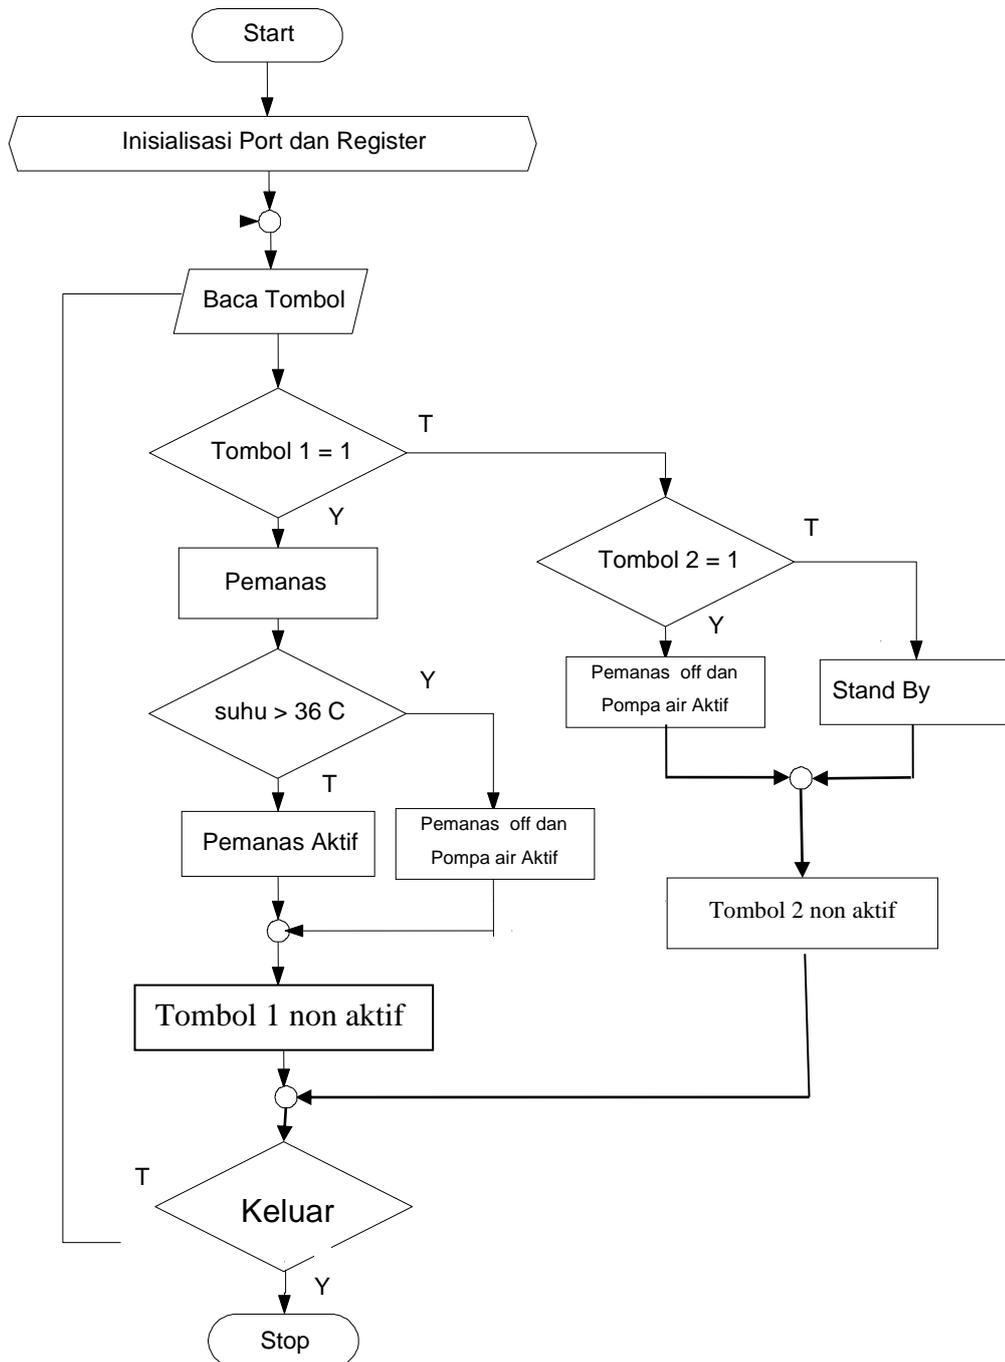 Start
Inisialisasi Port dan Register
Baca Tombol
T
Tombol 1 = 1
Y
T
Tombol 2 = 1
Pemanas
Y
Pemanas off dan
Pompa air Aktif
Stand By
Y
suhu > 36 C
T
Pemanas Aktif
Pemanas off dan
Pompa air Aktif
Tombol 2 non aktif
Tombol 1 non aktif
T
Keluar
Y
Stop